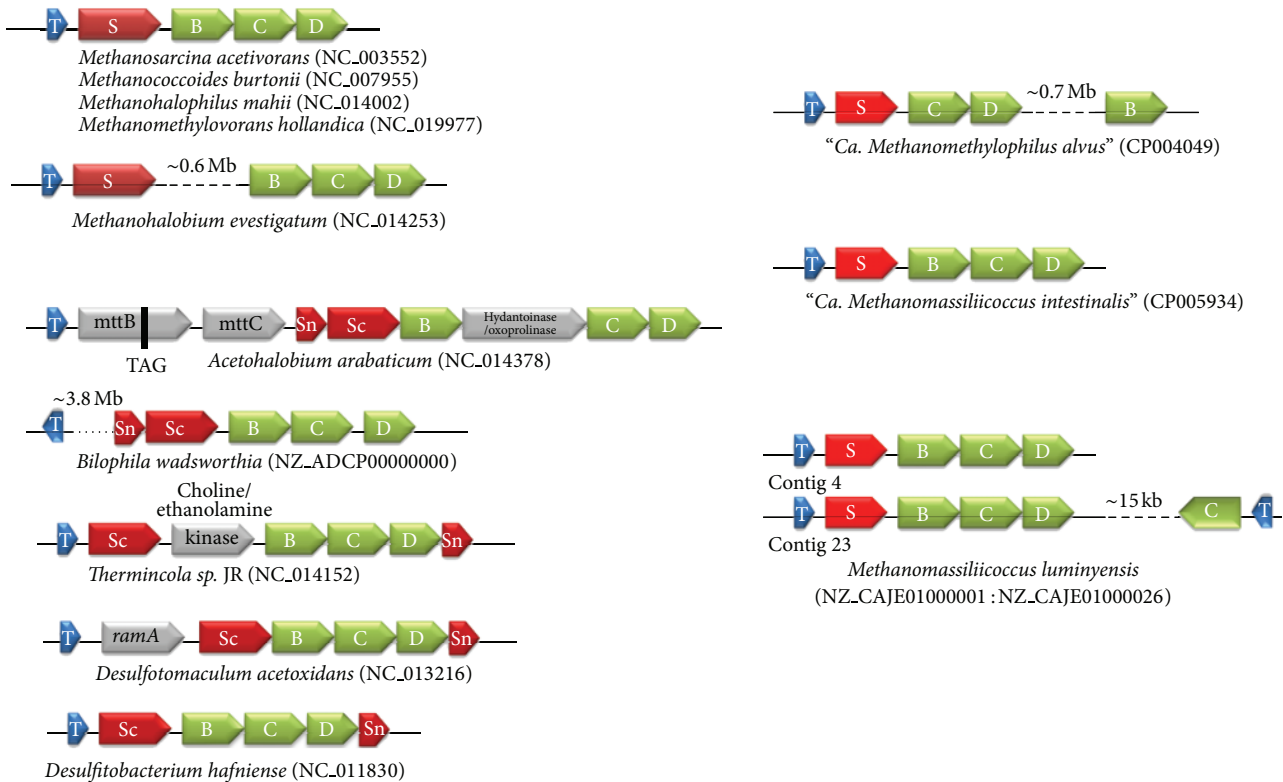 T S B C D
Methanosarcina acetivorans (NC_003552)
Methanococcoides burtonii (NC_007955)
Methanohalophilus mahii (NC_014002)
Methanomethylovorans hollandica (NC_019977)
~0.6 Mb
T S B C D
Methanohalobium evestigatum (NC_014253)
T mttB mttC Sn Sc B Hydantoinase
/oxoprolinase C D
TAG
Acetohalobium arabaticum (NC_014378)
~3.8 Mb
T Sn Sc B C D
Bilophila wadsworthia (NZ_ADCP00000000)
Choline/
ethanolamine
T Sc kinase B C D Sn
Thermincola sp. JR (NC_014152)
T ramA Sc B C D Sn
Desulfotomaculum acetoxidans (NC_013216)
T Sc B C D Sn
Desulfitobacterium hafniense (NC_011830)
~0.7 Mb
T S C D B
“Ca. Methanomethylophilus alvus” (CP004049)
T S B C D
“Ca. Methanomassiliicoccus intestinalis” (CP005934)
T S B C D
Contig 4
~15 kb
T S B C D C T
Contig 23
Methanomassiliicoccus luminyensis
(NZ_CAJE01000001 : NZ_CAJE01000026)